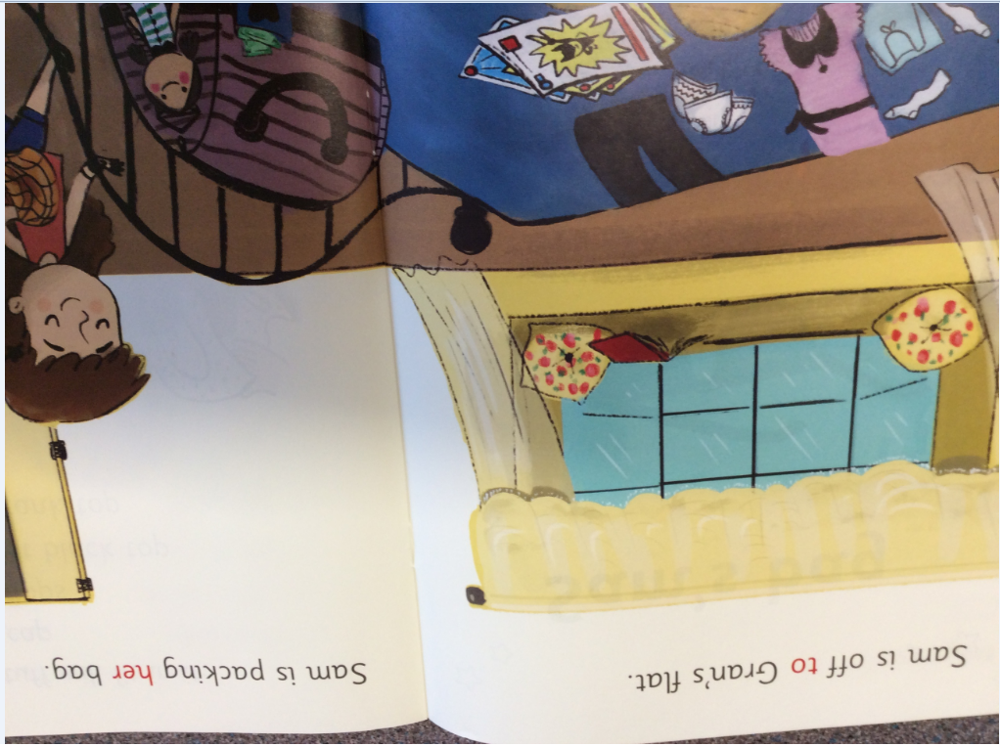 Sam is off to Gran's flat.
Sam is packing her bag.